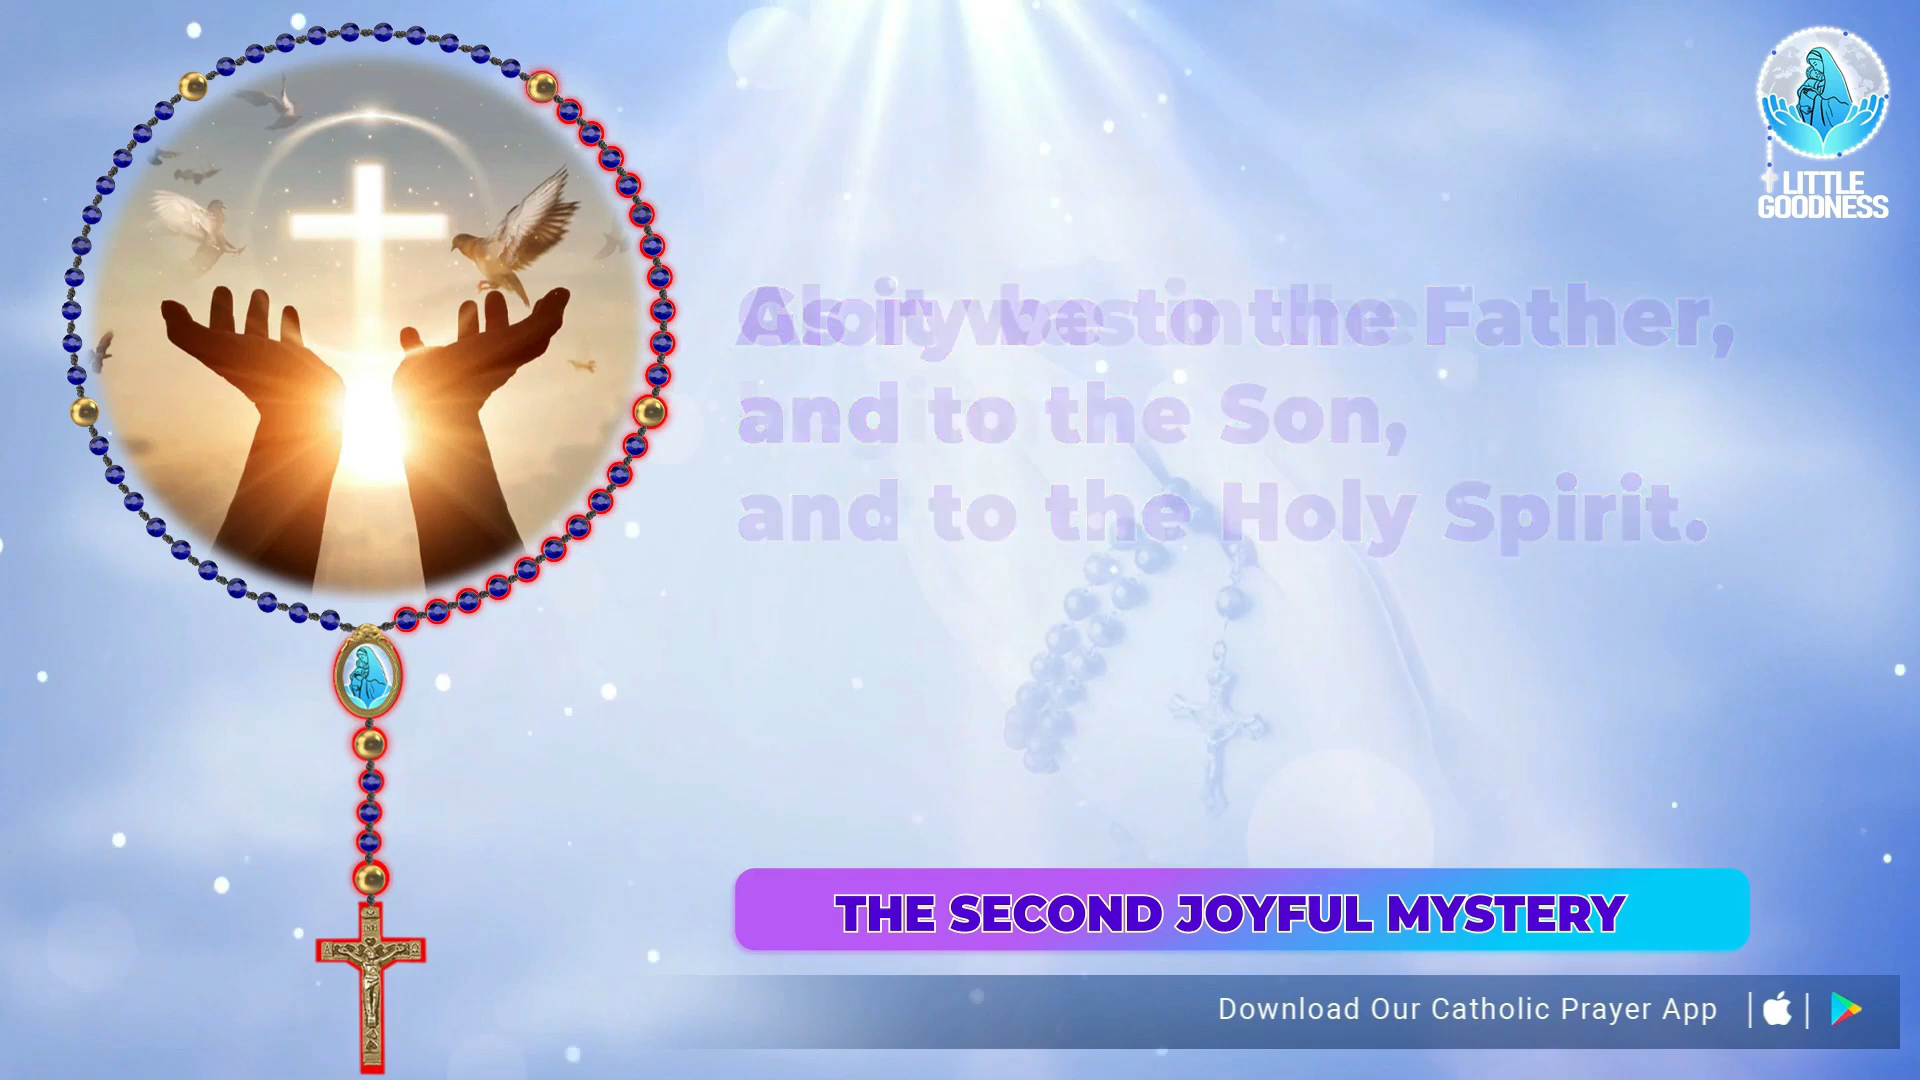 LITTLE
GOODNESS
Glory be to the Father,
and to the Son,
and to the Holy Spirit.
THE SECOND JOYFUL MYSTERY
Download Our Catholic Prayer App